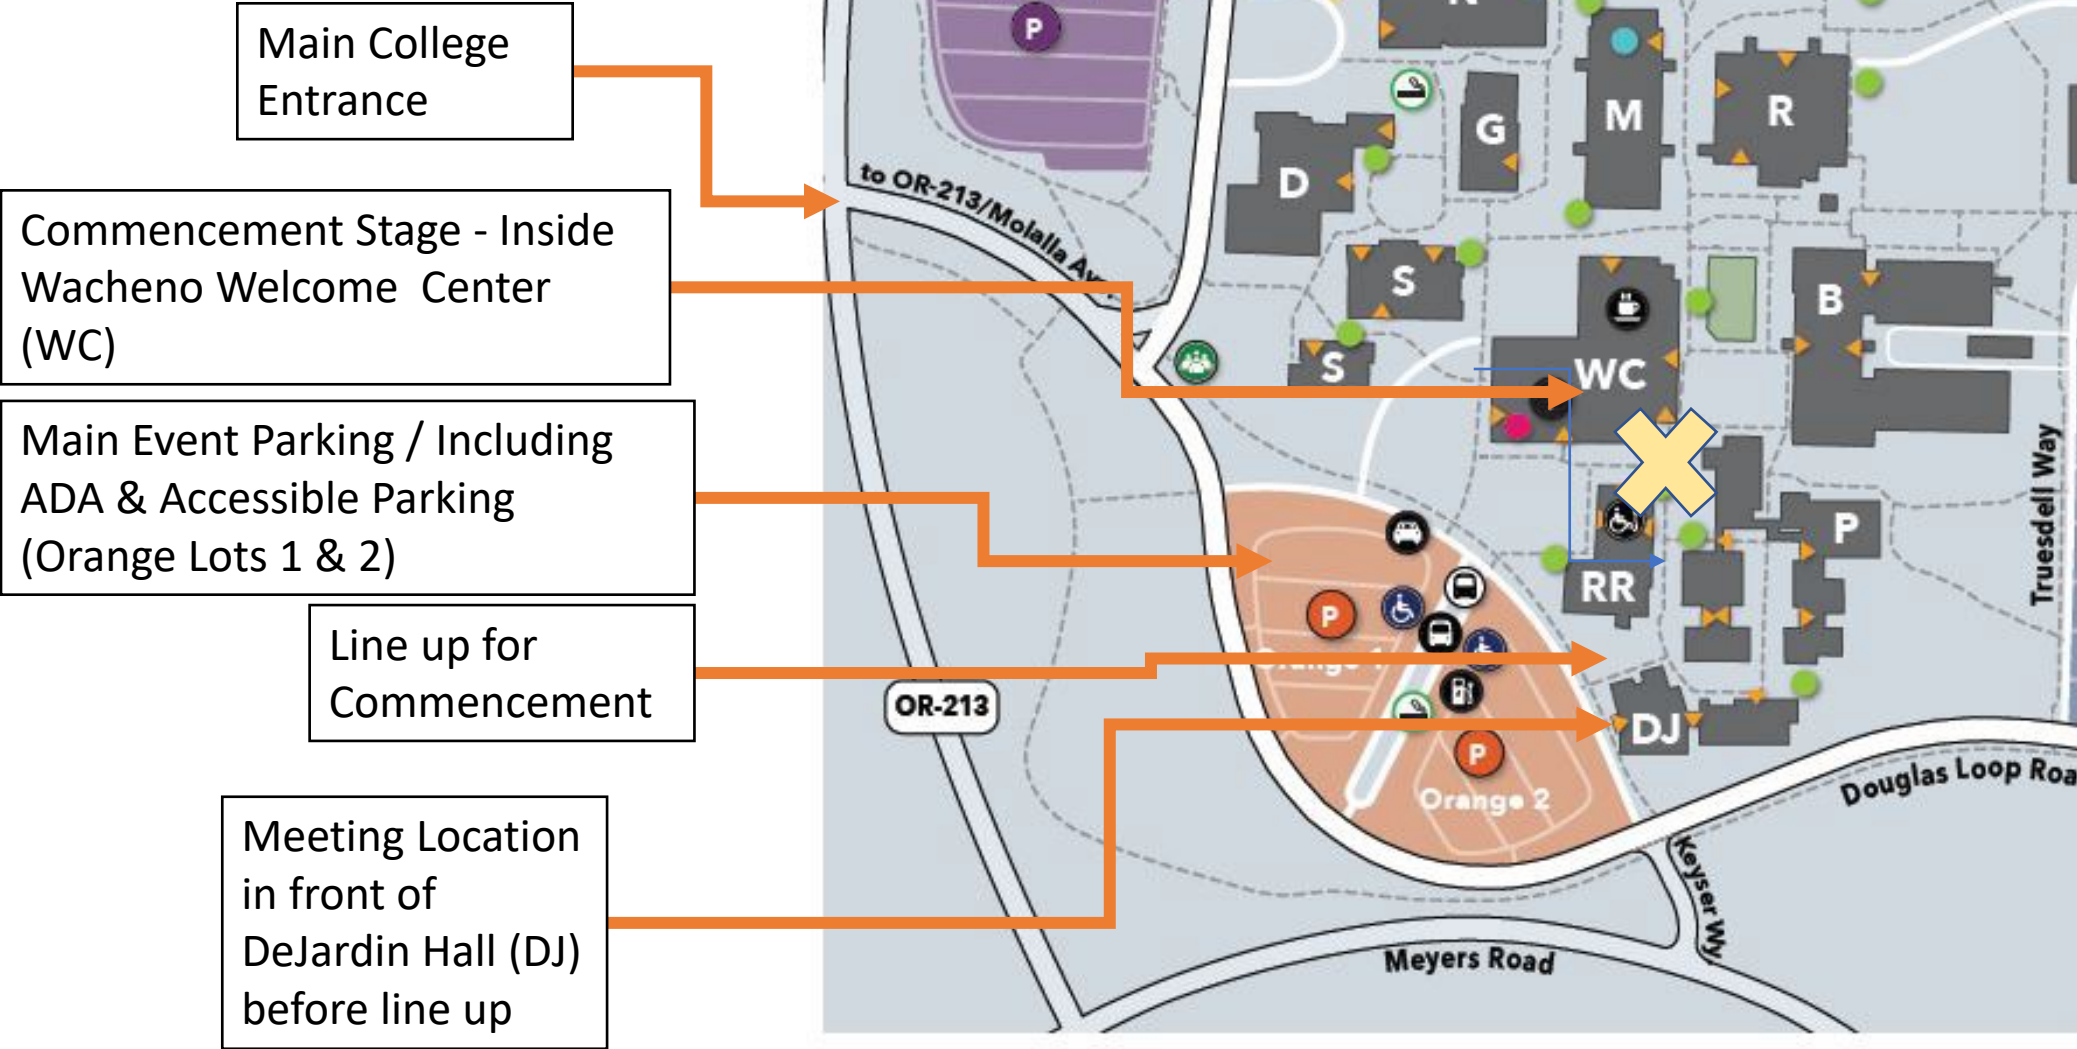 Main College
Entrance
Commencement Stage - Inside
Wacheno Welcome Center
(WC)
Main Event Parking / Including
ADA & Accessible Parking
(Orange Lots 1 & 2)
Line up for
Commencement
Meeting Location
in front of
DeJardin Hall (DJ)
before line up
P
to OR-213/Molalla
G
M
R
D
S
B
S
WC
P
RR
P
Orange 1
OR-213
DJ
P
Orange 2
Truesdell Way
Douglas Loop
Keyser Wy.
Meyers Road